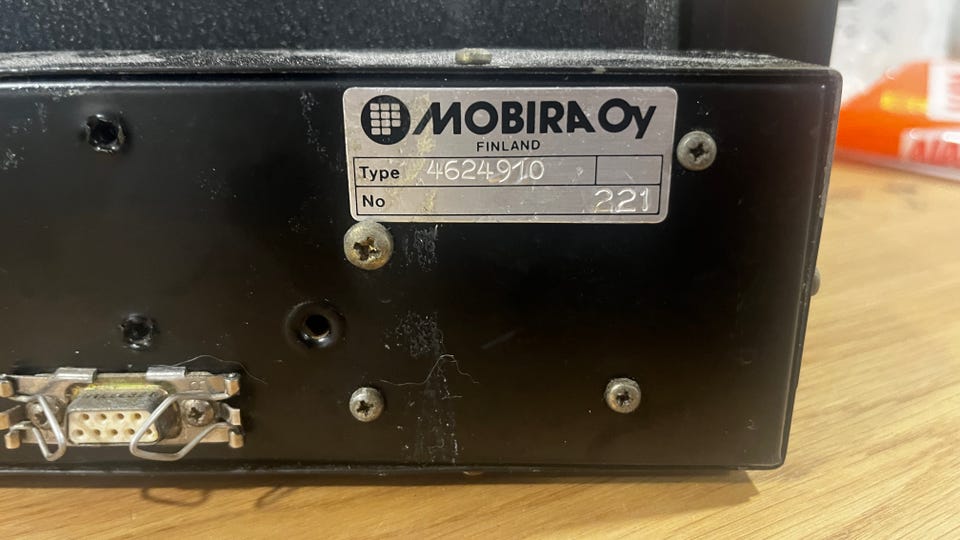 MOBIRA Oy
FINLAND
Type 4624910
No 221